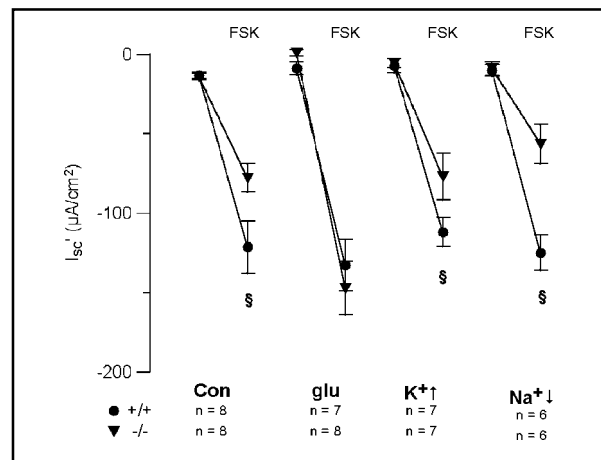 FSK FSK FSK FSK
0
-100
-200
I_sc' (µA/cm²)
§ § §
Con glu K⁺↑ Na⁺↓
+/+ n = 8 n = 7 n = 7 n = 6
-/- n = 8 n = 8 n = 7 n = 6